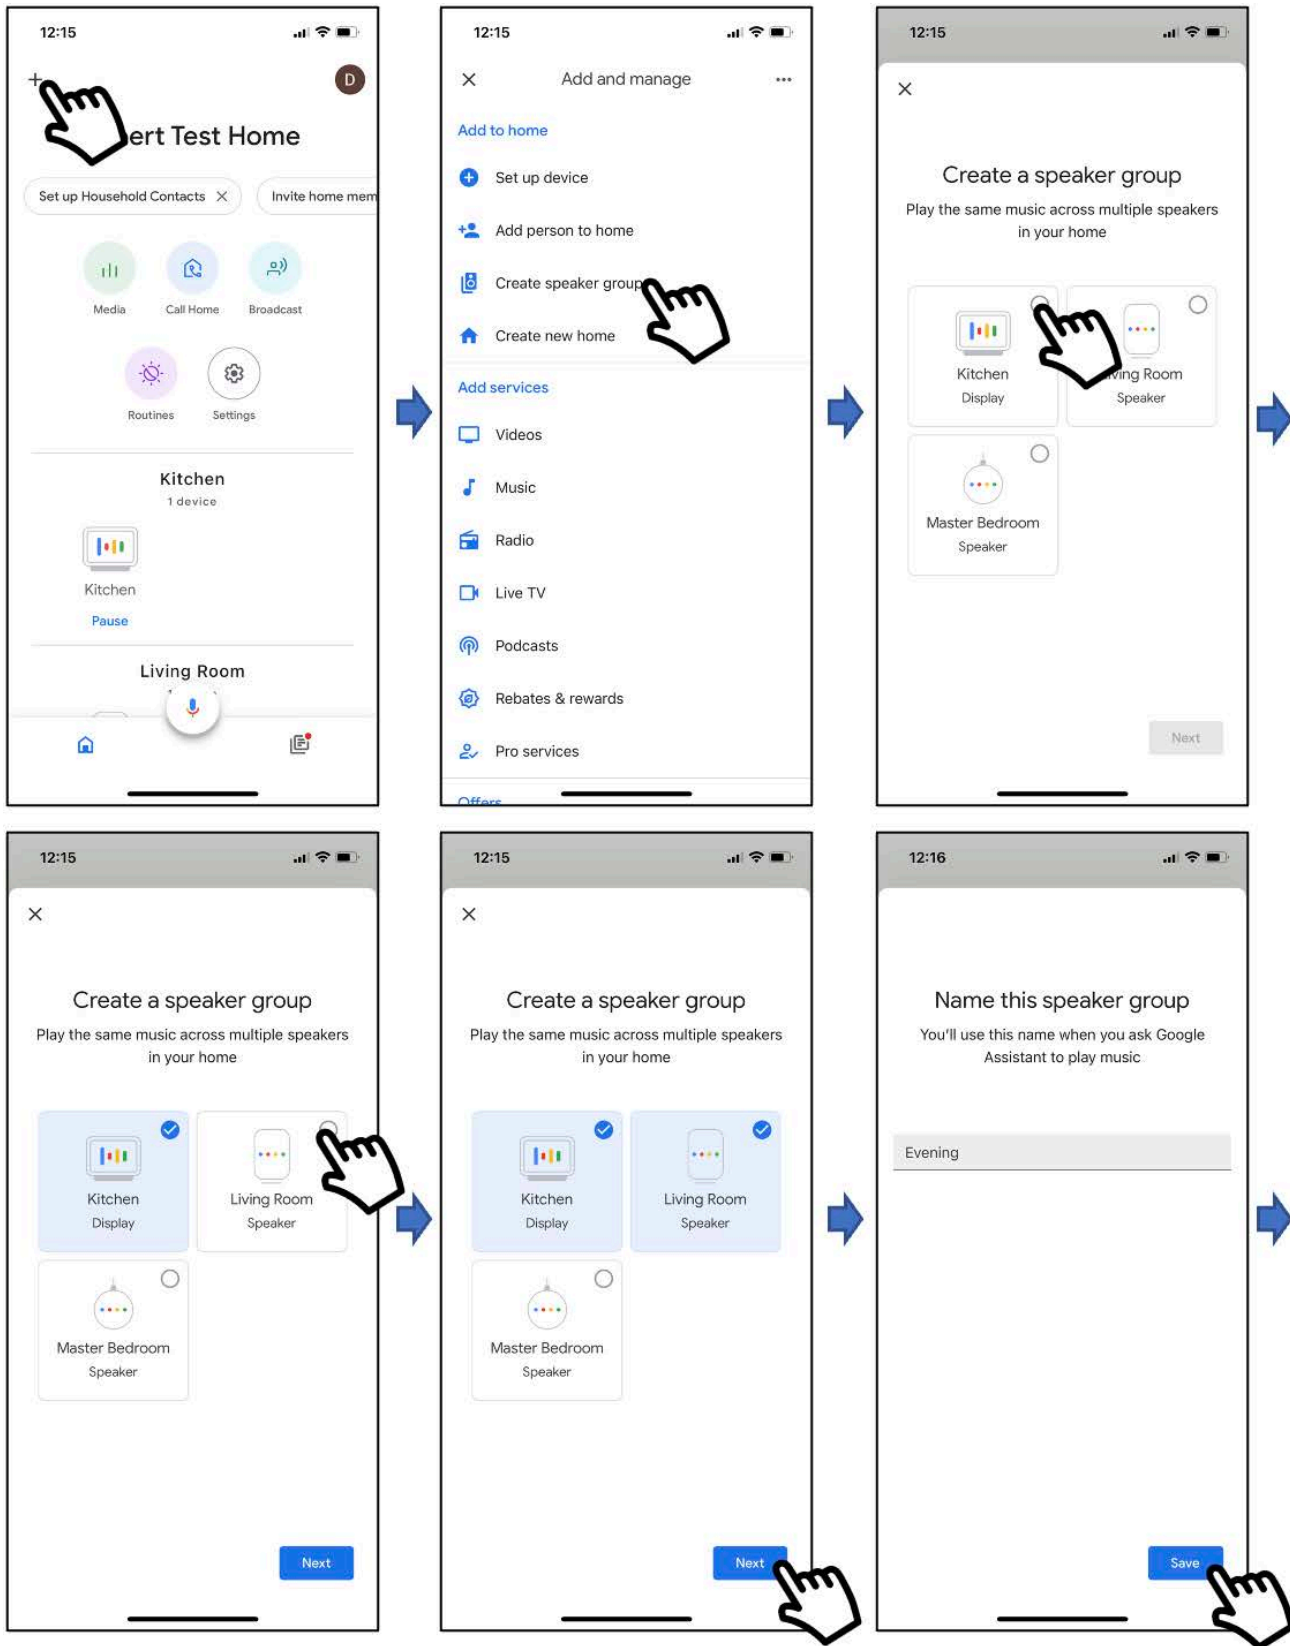 12:15
D
ert Test Home
Set up Household Contacts
Invite home mem
Media
Call Home
Broadcast
Routines
Settings
Kitchen
1 device
Kitchen
Pause
Living Room
12:15
Add and manage
Add to home
Set up device
Add person to home
Create speaker group
Create new home
Add services
Videos
Music
Radio
Live TV
Podcasts
Rebates & rewards
Pro services
Offers
12:15
Create a speaker group
Play the same music across multiple speakers
in your home
Kitchen
Display
ving Room
Speaker
Master Bedroom
Speaker
Next
12:15
Create a speaker group
Play the same music across multiple speakers
in your home
Kitchen
Display
Living Room
Speaker
Master Bedroom
Speaker
Next
12:15
Create a speaker group
Play the same music across multiple speakers
in your home
Kitchen
Display
Living Room
Speaker
Master Bedroom
Speaker
Next
12:16
Name this speaker group
You'll use this name when you ask Google
Assistant to play music
Evening
Save